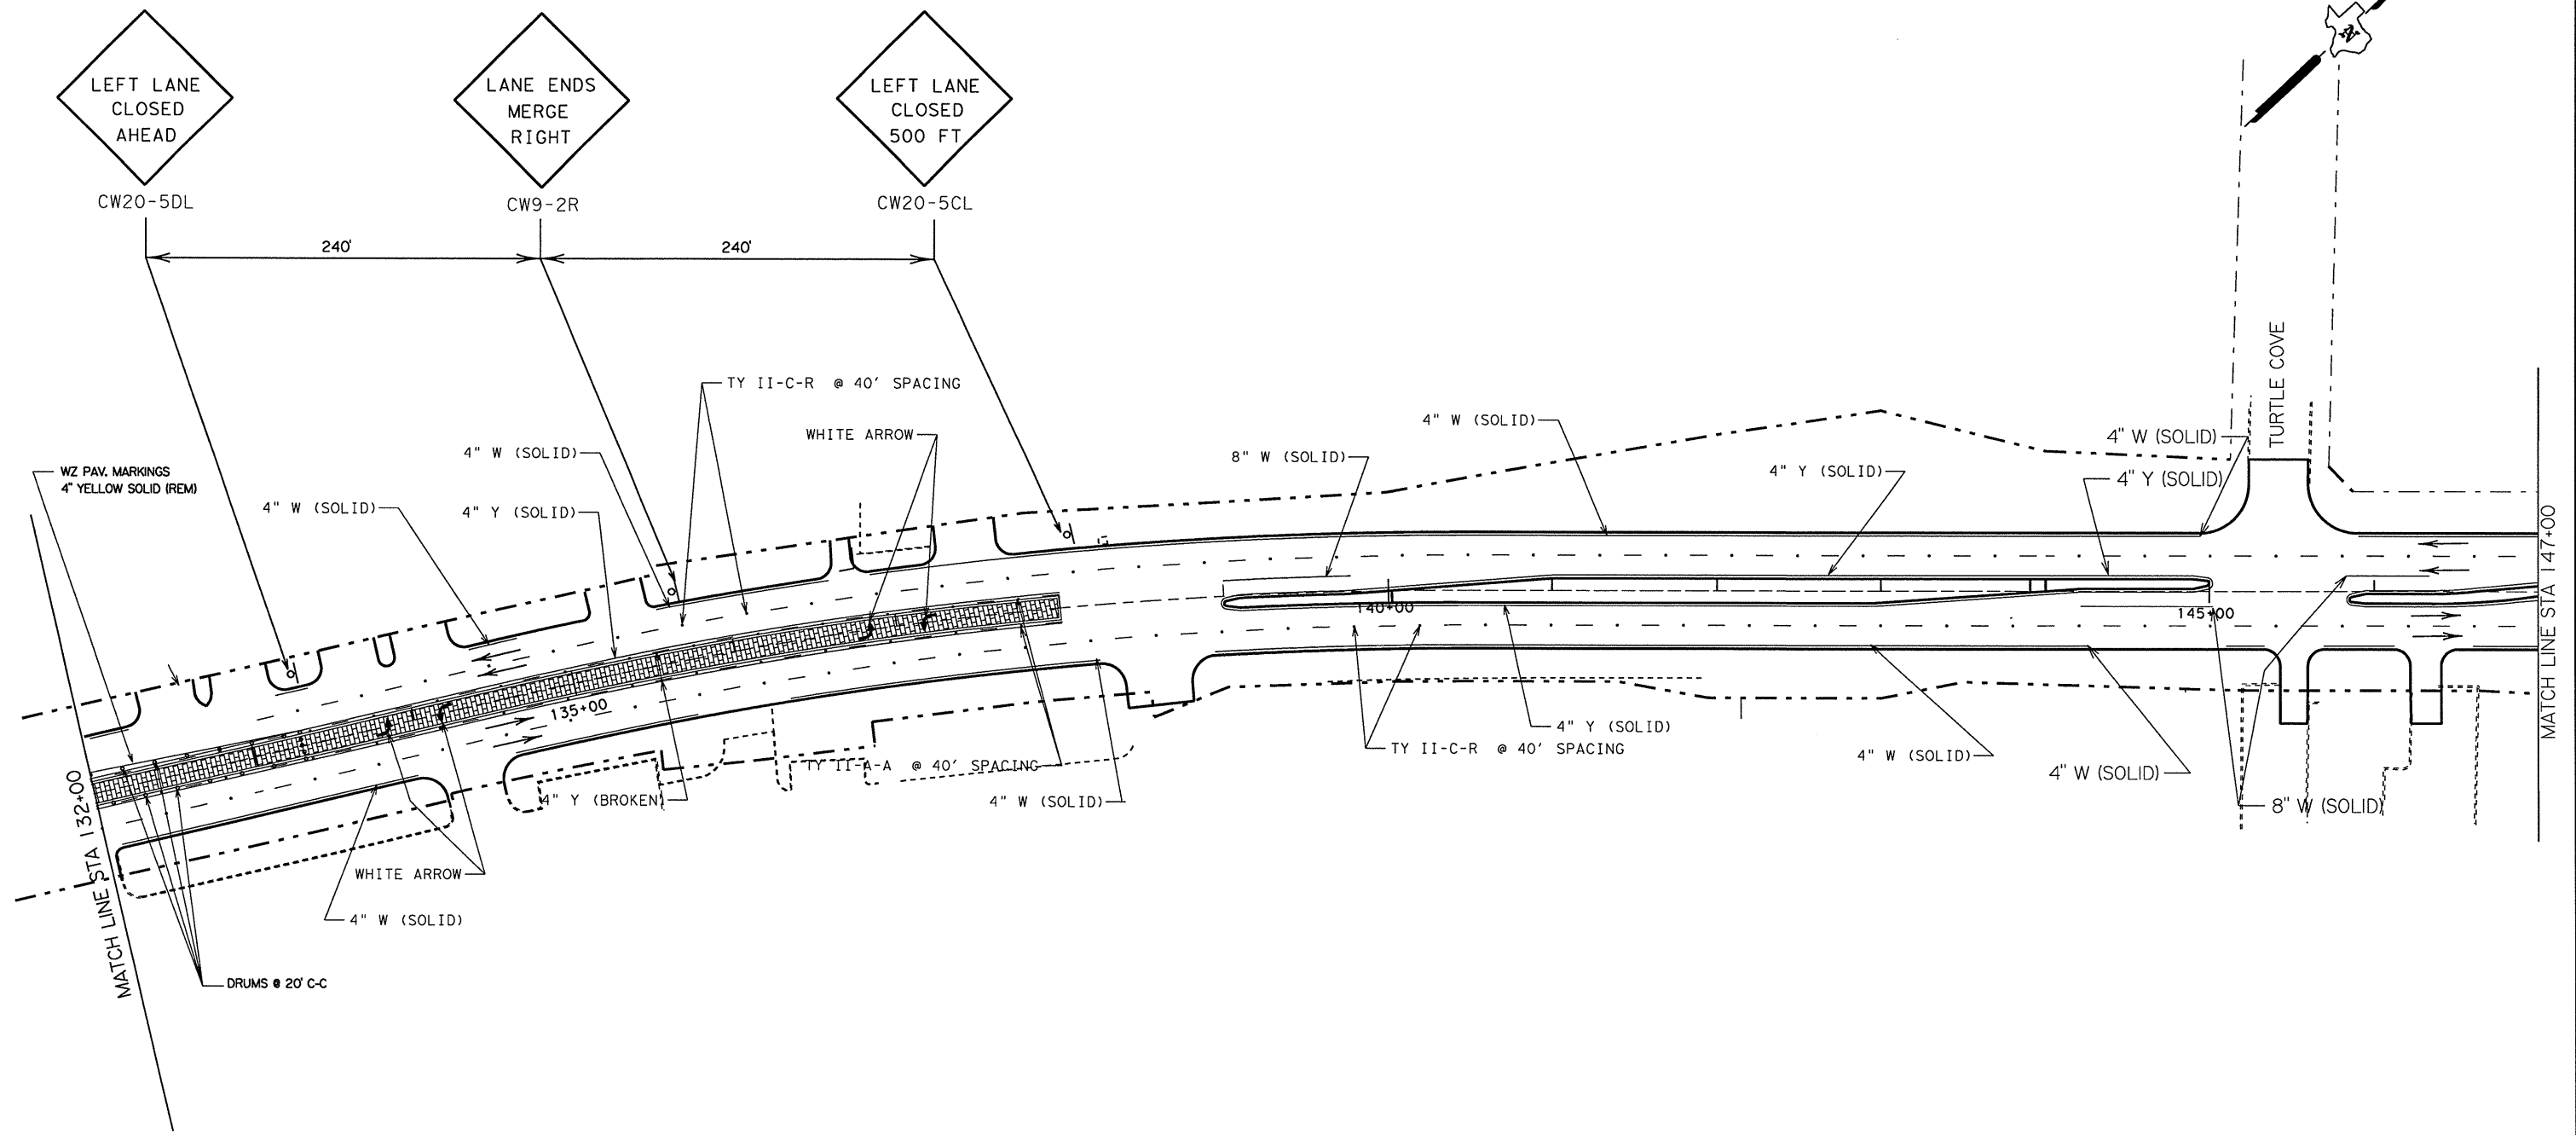 LEFT LANE
CLOSED
AHEAD
CW20-5DL
LANE ENDS
MERGE
RIGHT
CW9-2R
LEFT LANE
CLOSED
500 FT
CW20-5CL
N
240'
240'
TY II-C-R @ 40' SPACING
WHITE ARROW
4" W (SOLID)
4" W (SOLID)
4" Y (SOLID)
WZ PAV. MARKINGS
4" YELLOW SOLID (REM)
4" W (SOLID)
8" W (SOLID)
4" Y (SOLID)
4" W (SOLID)
4" Y (SOLID)
TURTLE COVE
MATCH LINE STA 147+00
140+00
145+00
135+00
4" Y (SOLID)
TY II-C-R @ 40' SPACING
4" W (SOLID)
4" W (SOLID)
8" W (SOLID)
TY II-A-A @ 40' SPACING
4" Y (BROKEN)
4" W (SOLID)
WHITE ARROW
4" W (SOLID)
DRUMS @ 20' C-C
MATCH LINE STA 132+00